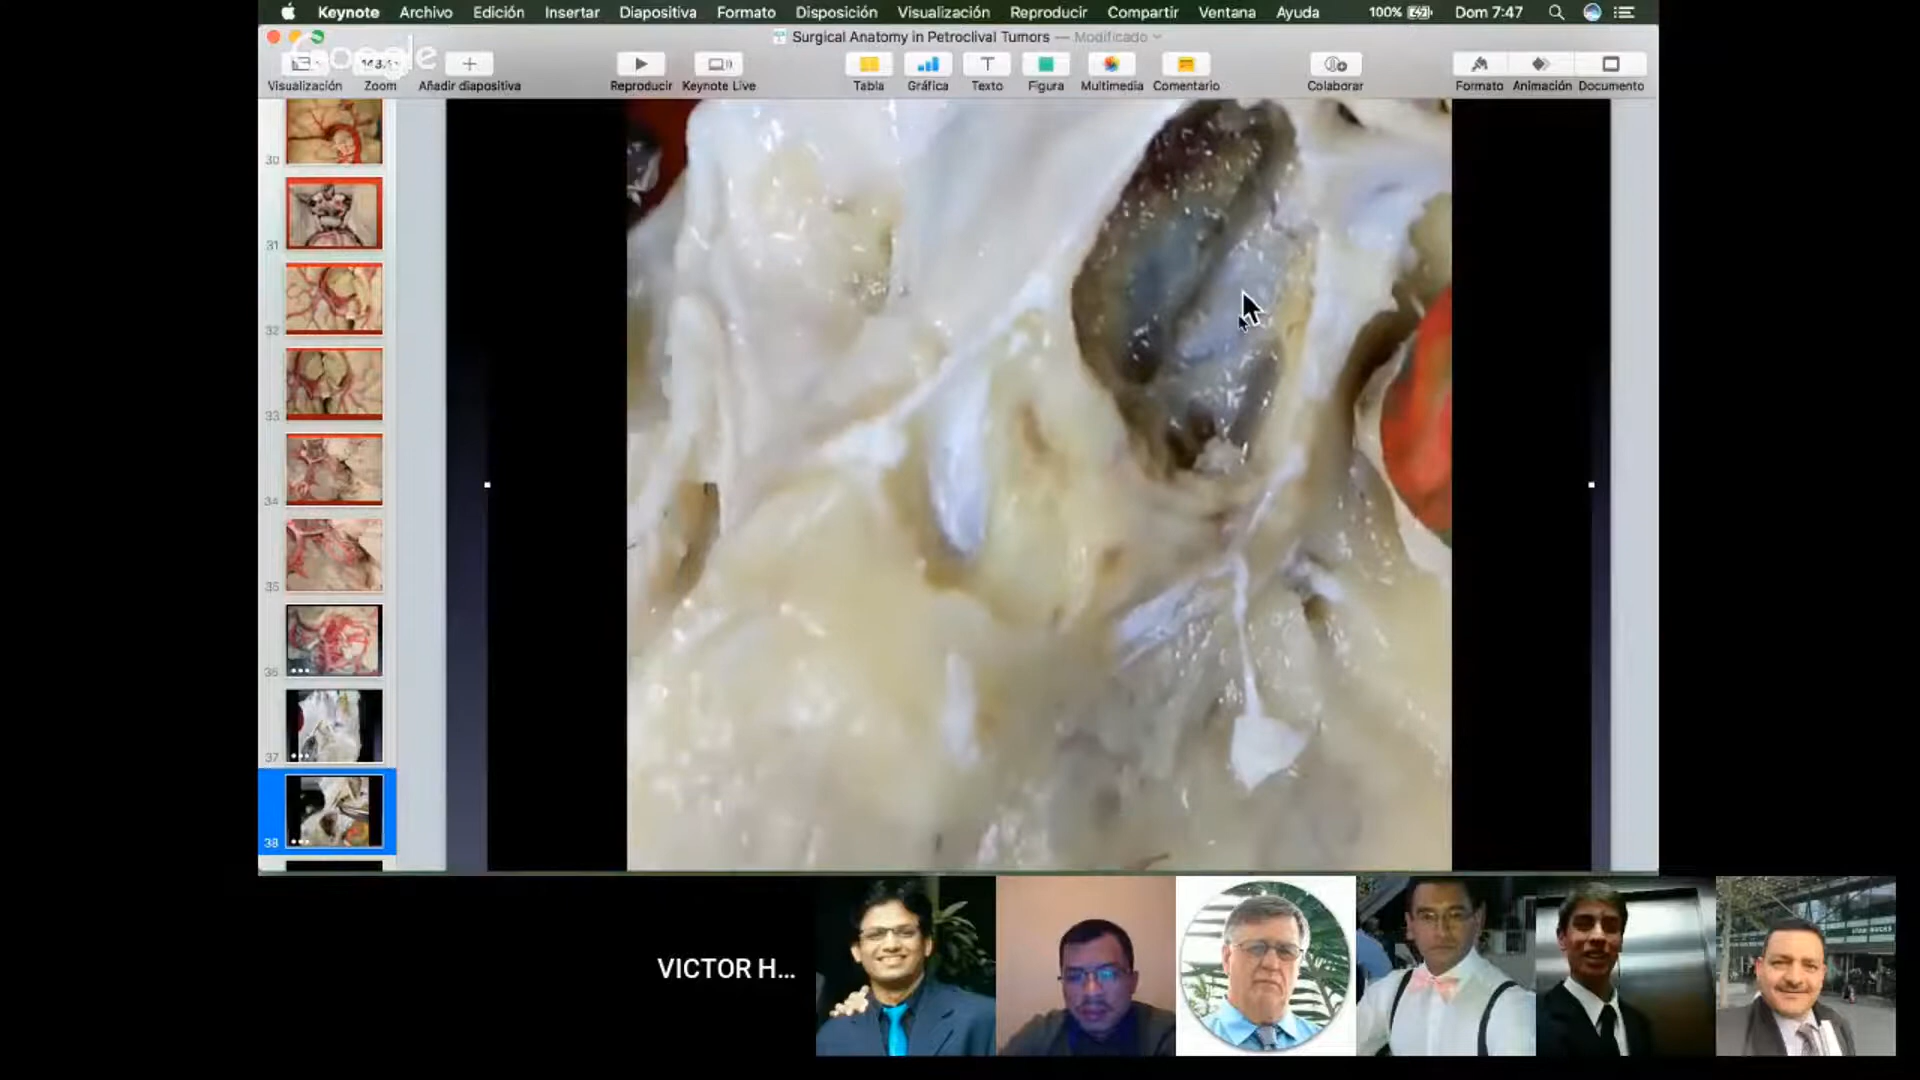 Keynote Archivo Edición Insertar Diapositiva Formato Disposición Visualización Reproducir Compartir Ventana Ayuda 100% Dom 7:47
Surgical Anatomy in Petroclival Tumors — Modificado
Google
Visualización Zoom Añadir diapositiva Reproducir Keynote Live Tabla Gráfica Texto Figura Multimedia Comentario Colaborar Formato Animación Documento
30
31
32
33
34
35
36
37
38
VICTOR H...